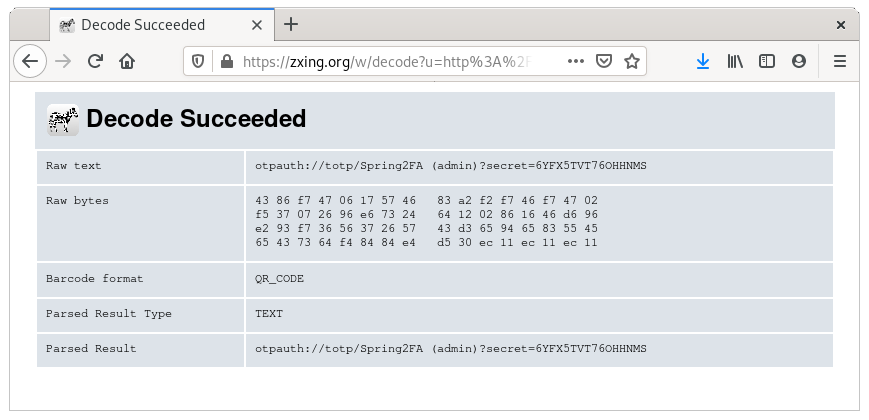 Decode Succeeded
https://zxing.org/w/decode?u=http%3A%2F
Decode Succeeded
Raw text otpauth://totp/Spring2FA (admin)?secret=6YFX5TVT76OHHNMS
Raw bytes 43 86 f7 47 06 17 57 46 83 a2 f2 f7 46 f7 47 02
f5 37 07 26 96 e6 73 24 64 12 02 86 16 46 d6 96
e2 93 f7 36 56 37 26 57 43 d3 65 94 65 83 55 45
65 43 73 64 f4 84 84 e4 d5 30 ec 11 ec 11 ec 11
Barcode format QR_CODE
Parsed Result Type TEXT
Parsed Result otpauth://totp/Spring2FA (admin)?secret=6YFX5TVT76OHHNMS